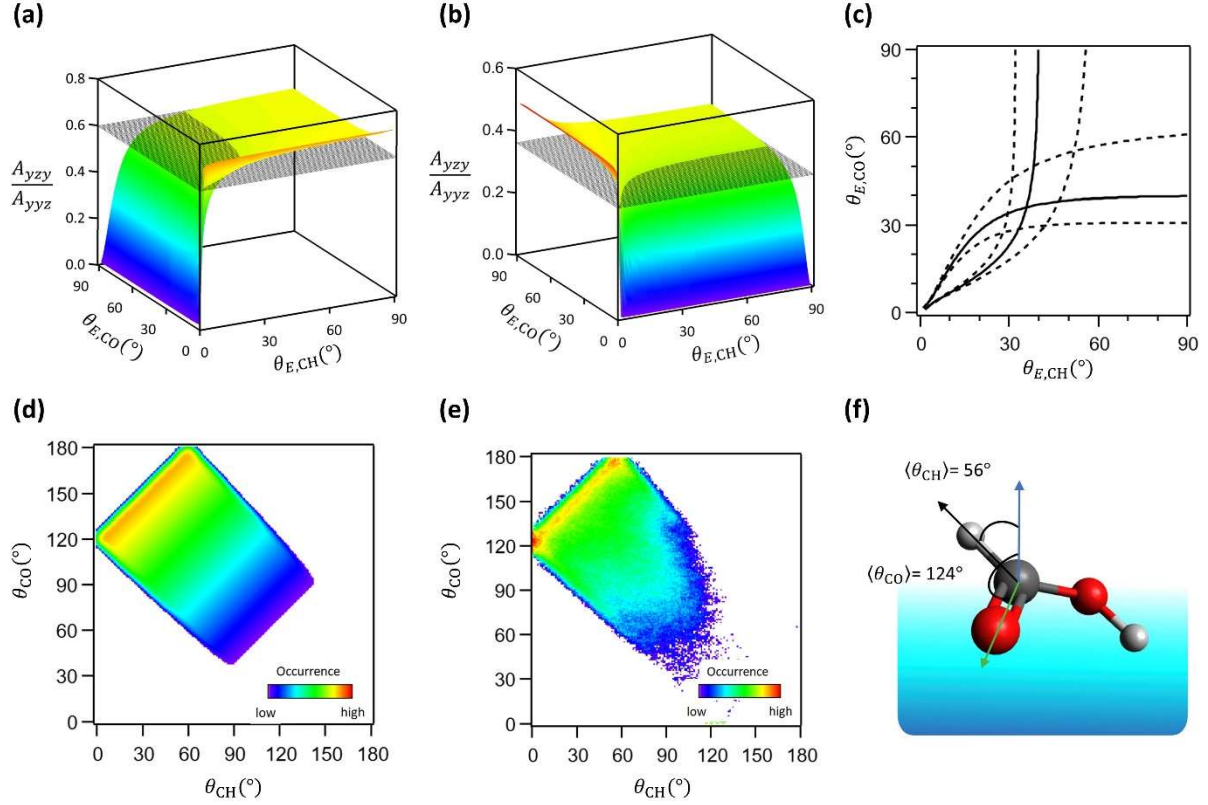 (a)
0.8
0.6
0.4
0.2
0.0
A_yzy
A_yyz
90
60
30
0
θ_E,CO(°)
0
30
60
90
θ_E,CH(°)
(b)
0.6
0.4
0.2
0.0
A_yzy
A_yyz
90
60
30
0
θ_E,CO(°)
0
30
60
90
θ_E,CH(°)
(c)
90
60
30
0
θ_E,CO(°)
0 30 60 90
θ_E,CH(°)
(d)
180
150
120
90
60
30
0
θ_CO(°)
Occurrence
low high
0 30 60 90 120 150 180
θ_CH(°)
(e)
180
150
120
90
60
30
0
θ_CO(°)
Occurrence
low high
0 30 60 90 120 150 180
θ_CH(°)
(f)
⟨θ_CH⟩= 56°
⟨θ_CO⟩= 124°